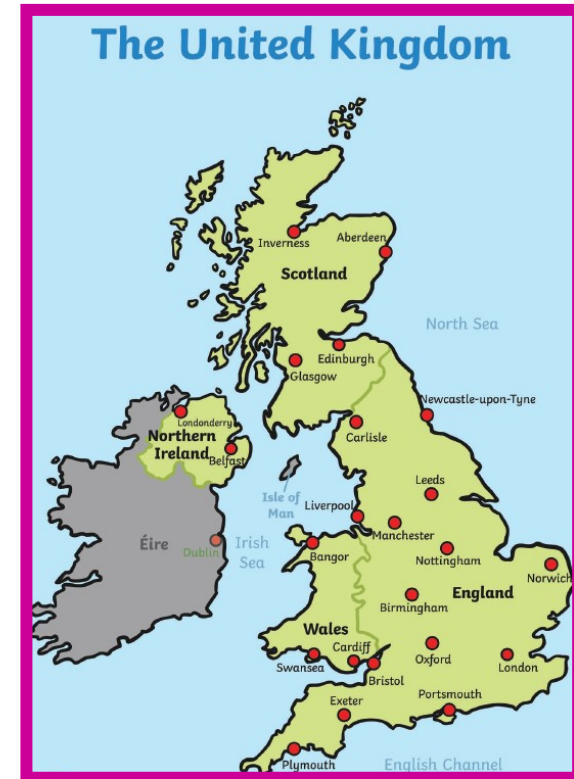 The United Kingdom
Inverness
Aberdeen
Scotland
North Sea
Edinburgh
Glasgow
Newcastle-upon-Tyne
Londonderry
Carlisle
Northern
Ireland
Belfast
Leeds
Isle of
Man
Liverpool
Manchester
Éire
Dublin
Irish
Sea
Bangor
Nottingham
Norwich
England
Birmingham
Wales
Cardiff
Oxford
London
Swansea
Bristol
Portsmouth
Exeter
Plymouth
English Channel